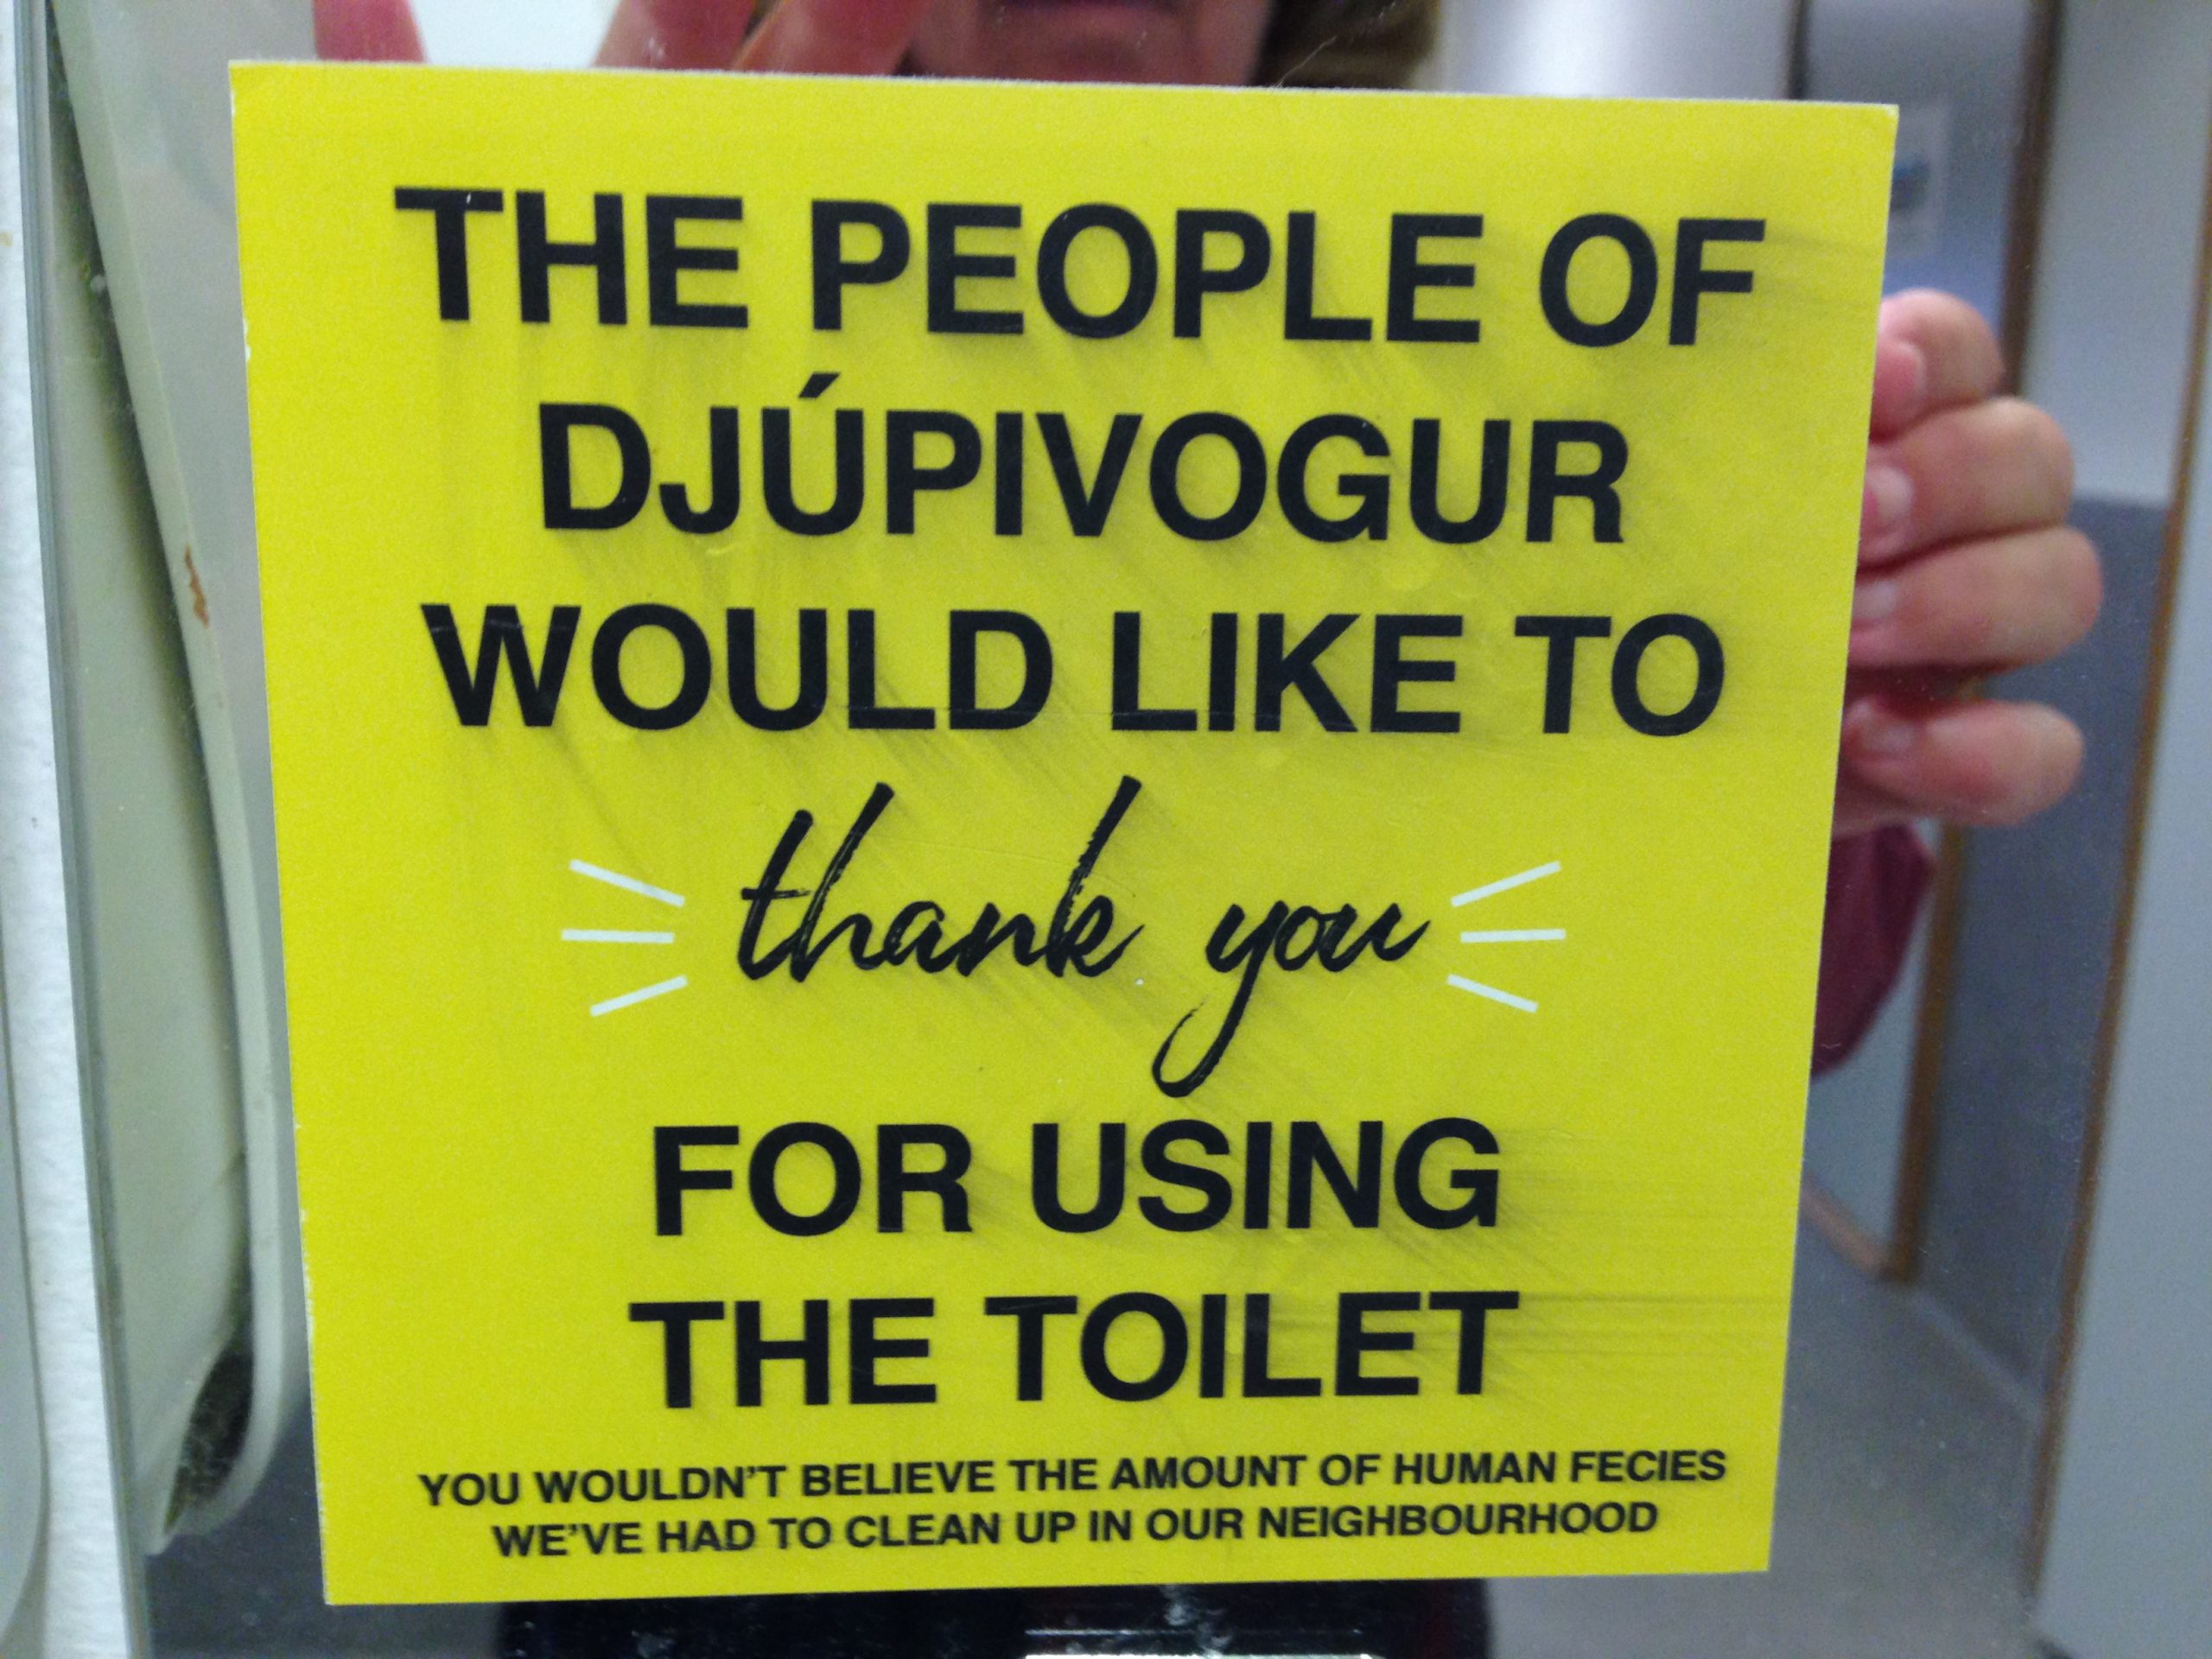 THE PEOPLE OF
DJÚPIVOGUR
WOULD LIKE TO
thank you
FOR USING
THE TOILET
YOU WOULDN'T BELIEVE THE AMOUNT OF HUMAN FECIES
WE'VE HAD TO CLEAN UP IN OUR NEIGHBOURHOOD